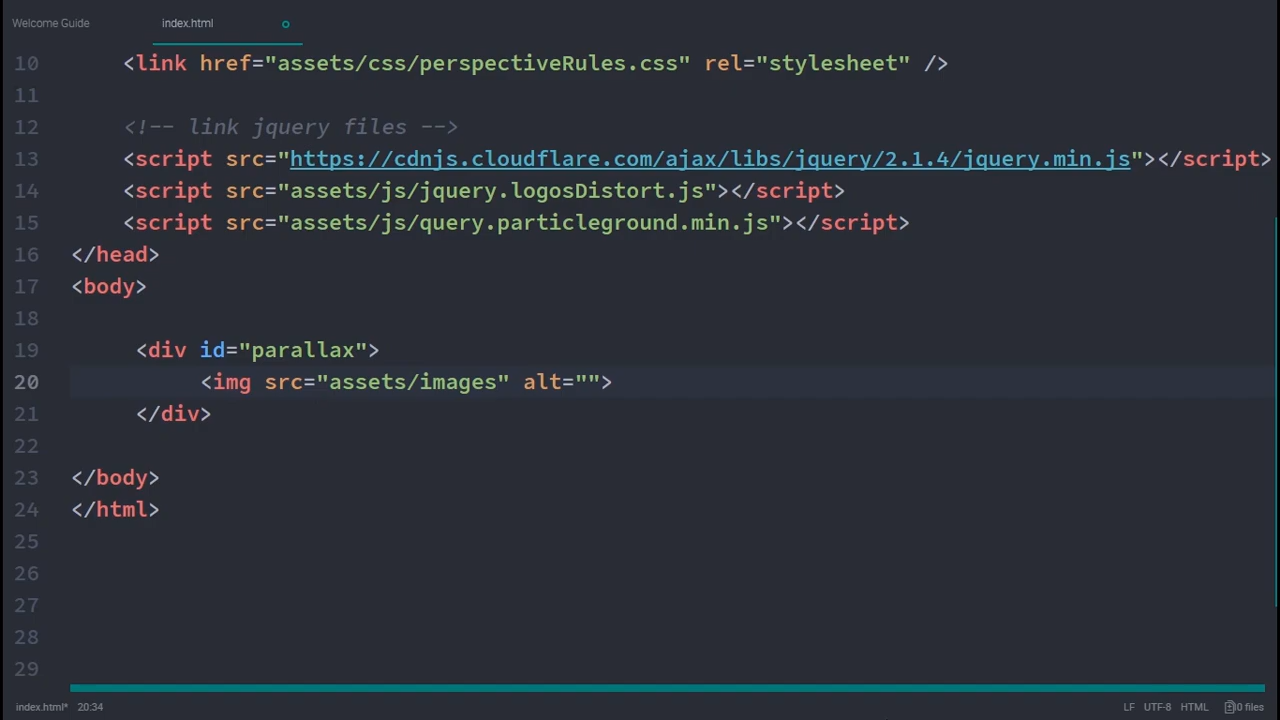 Welcome Guide index.html
10 <link href="assets/css/perspectiveRules.css" rel="stylesheet" />
11
12 <!-- link jquery files -->
13 <script src="https://cdnjs.cloudflare.com/ajax/libs/jquery/2.1.4/jquery.min.js"></script>
14 <script src="assets/js/jquery.logosDistort.js"></script>
15 <script src="assets/js/query.particleground.min.js"></script>
16 </head>
17 <body>
18
19 <div id="parallax">
20 <img src="assets/images" alt="">
21 </div>
22
23 </body>
24 </html>
25
26
27
28
29
index.html* 20:34 LF UTF-8 HTML 0 files